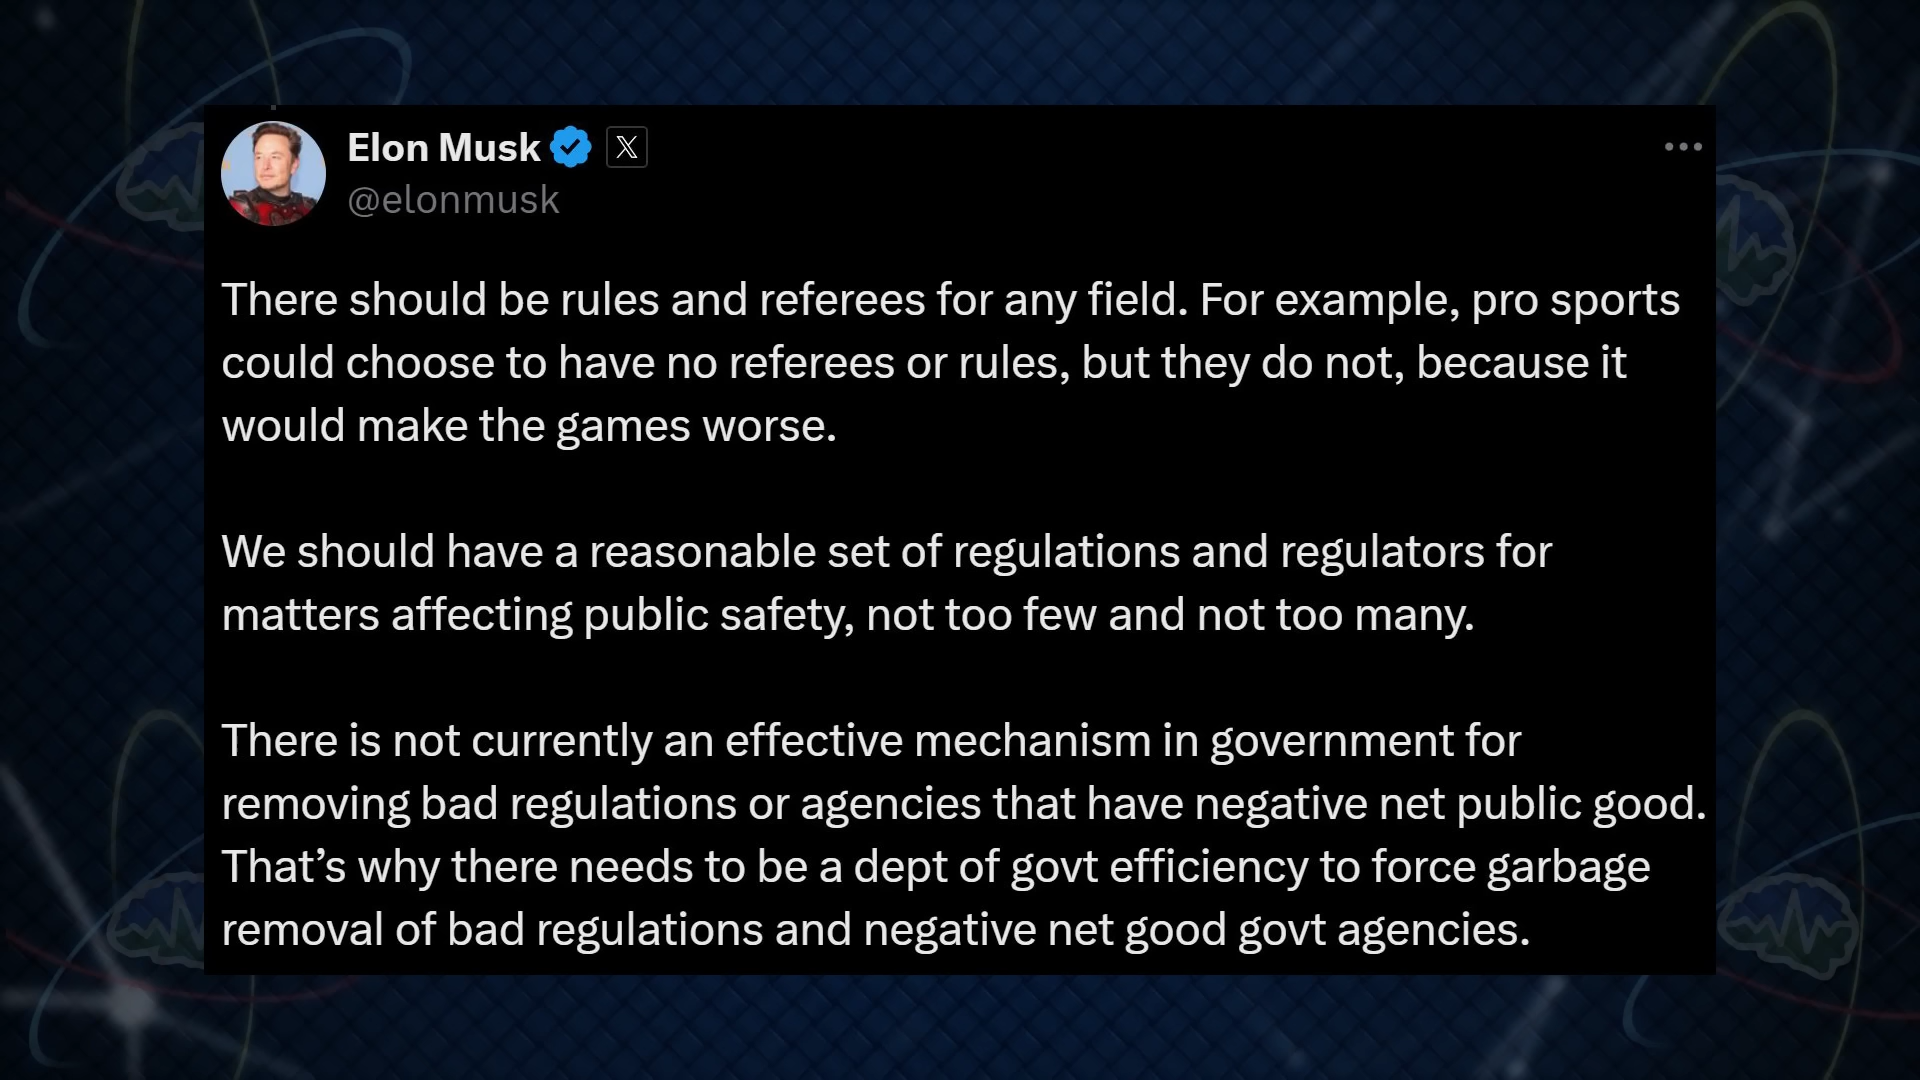 Elon Musk
@elonmusk
There should be rules and referees for any field. For example, pro sports
could choose to have no referees or rules, but they do not, because it
would make the games worse.
We should have a reasonable set of regulations and regulators for
matters affecting public safety, not too few and not too many.
There is not currently an effective mechanism in government for
removing bad regulations or agencies that have negative net public good.
That’s why there needs to be a dept of govt efficiency to force garbage
removal of bad regulations and negative net good govt agencies.